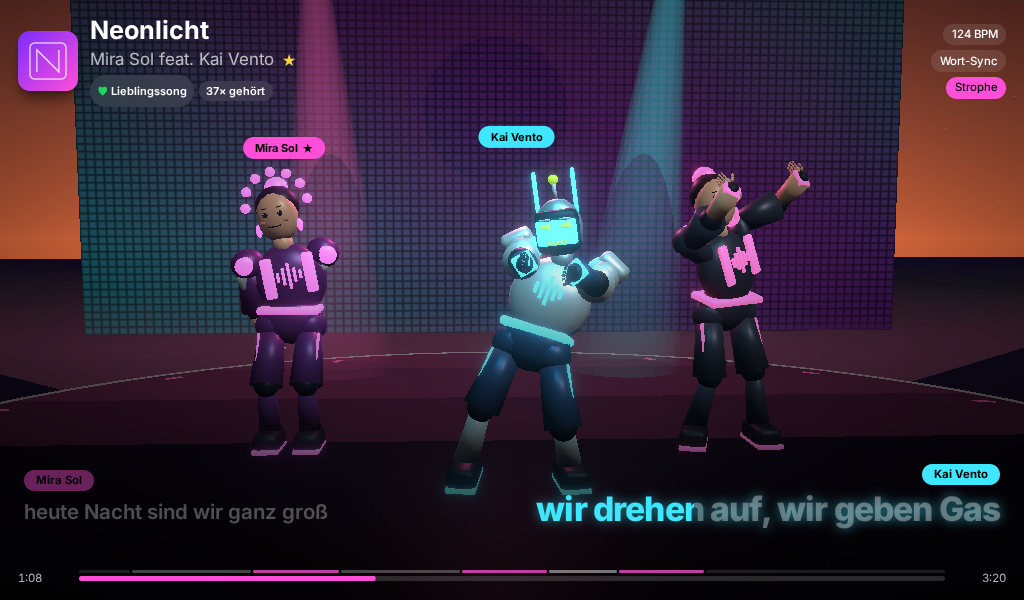 Neonlicht
Mira Sol feat. Kai Vento ★
Lieblingssong
37× gehört
124 BPM
Wort-Sync
Strophe
N
Mira Sol ★
Kai Vento
Mira Sol
heute Nacht sind wir ganz groß
Kai Vento
wir drehen auf, wir geben Gas
1:08
3:20